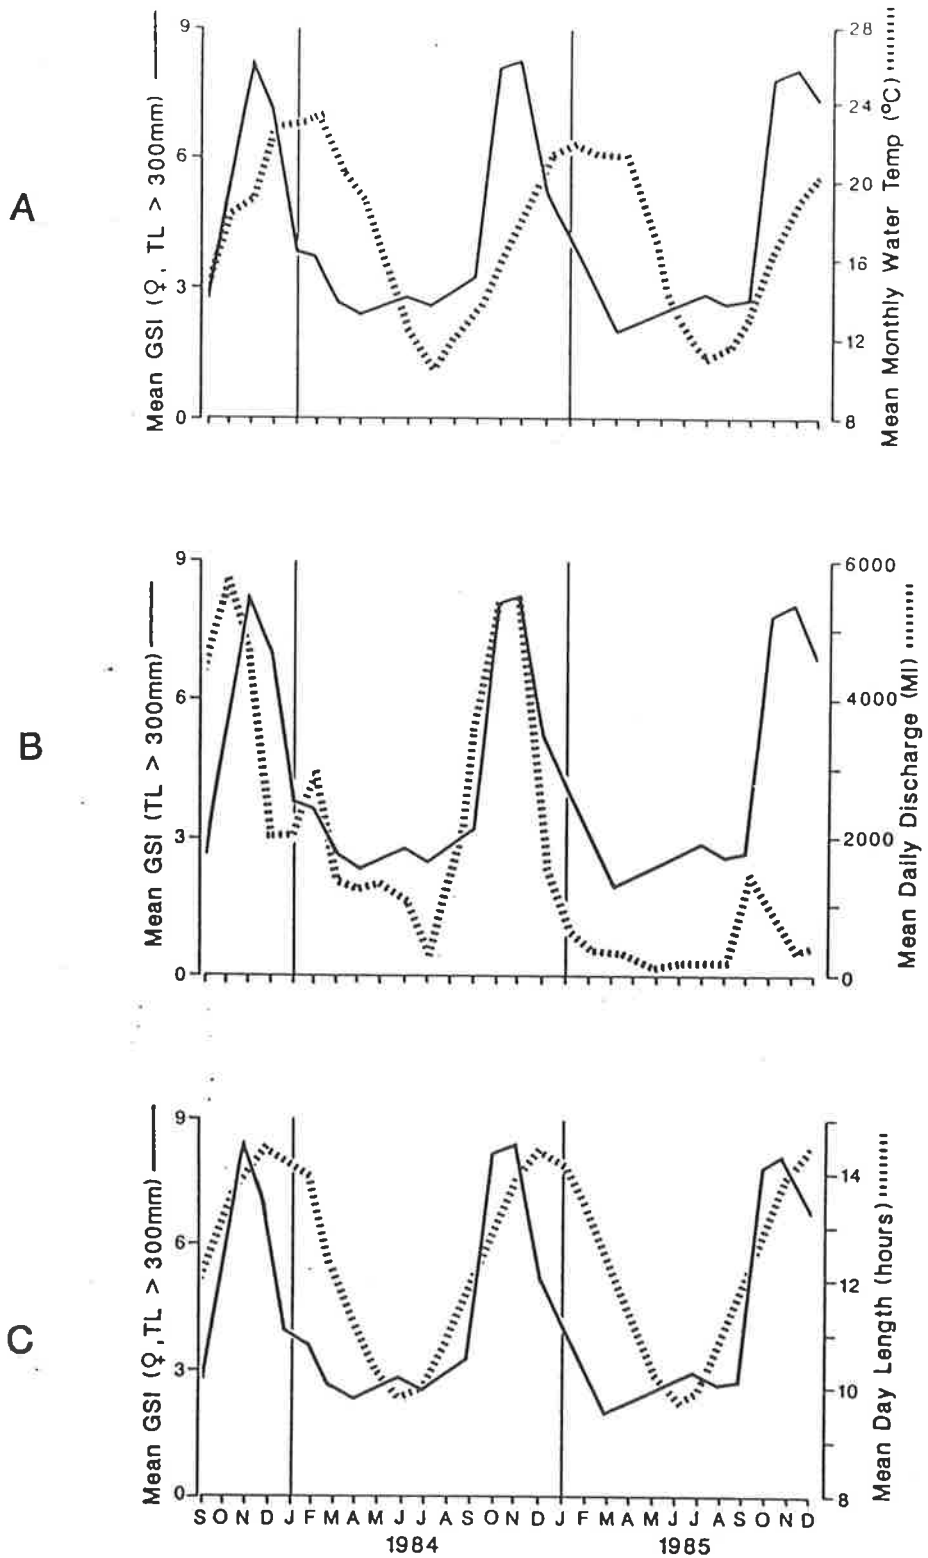 A
Mean GSI (♀, TL > 300mm)
9
6
3
0
28
24
20
16
12
8
Mean Monthly Water Temp (°C)
B
Mean GSI (TL > 300mm)
9
6
3
0
6000
4000
2000
0
Mean Daily Discharge (Ml)
C
Mean GSI (♀, TL > 300mm)
9
6
3
0
14
12
10
8
Mean Day Length (hours)
S O N D J F M A M J J A S O N D J F M A M J J A S O N D
1984 1985